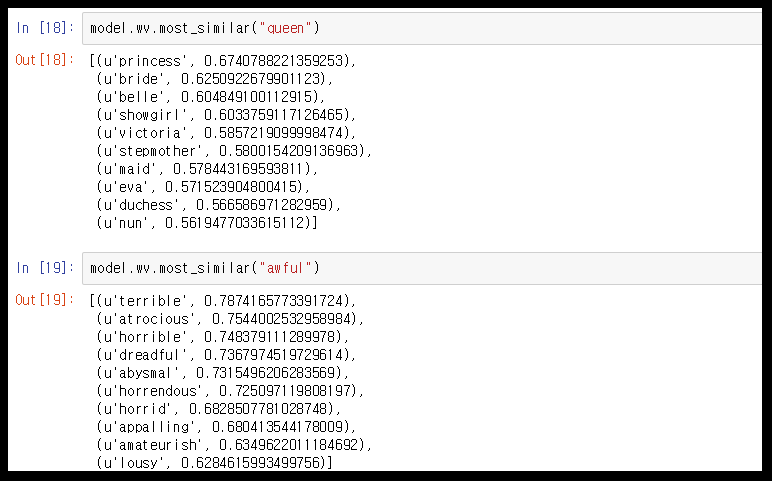 In [18]: model.wv.most_similar("queen")
Out[18]: [(u'princess', 0.6740788221359253),
(u'bride', 0.6250922679901123),
(u'belle', 0.604849100112915),
(u'showgirl', 0.6033759117126465),
(u'victoria', 0.5857219099998474),
(u'stepmother', 0.5800154209136963),
(u'maid', 0.578443169593811),
(u'eva', 0.571523904800415),
(u'duchess', 0.566586971282959),
(u'nun', 0.5619477033615112)]
In [19]: model.wv.most_similar("awful")
Out[19]: [(u'terrible', 0.7874165773391724),
(u'atrocious', 0.7544002532958984),
(u'horrible', 0.748379111289978),
(u'dreadful', 0.7367974519729614),
(u'abysmal', 0.7315496206283569),
(u'horrendous', 0.725097119808197),
(u'horrid', 0.6828507781028748),
(u'appalling', 0.680413544178009),
(u'amateurish', 0.6349622011184692),
(u'lousy', 0.6284615993499756)]